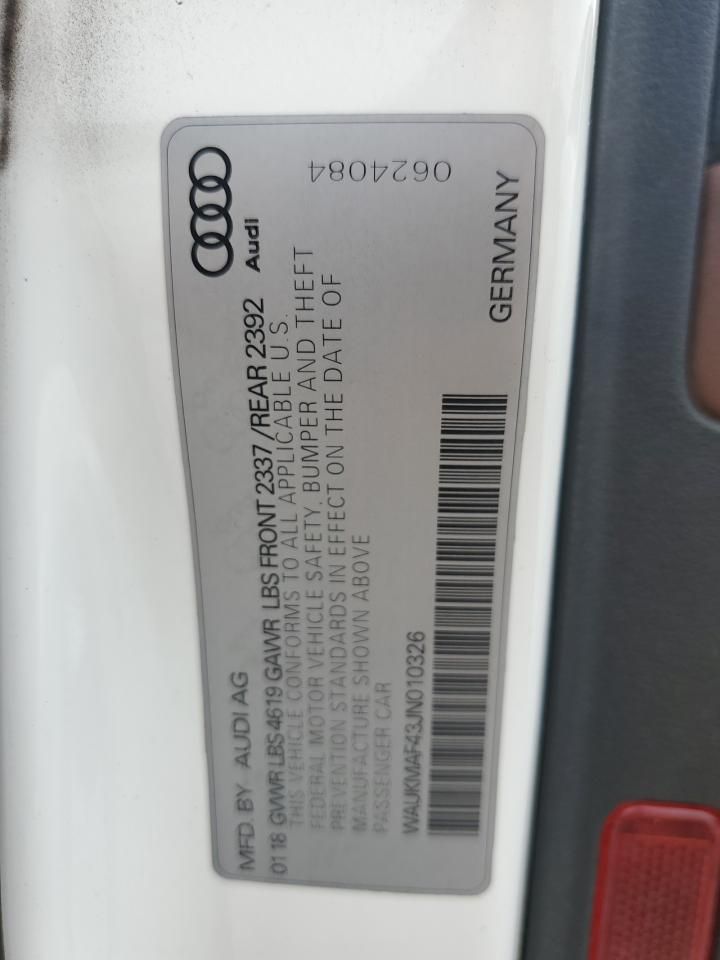 MFD. BY AUDI AG
Audi
0118 GVWR LBS 4619 GAWR LBS FRONT 2337/REAR 2392
THIS VEHICLE CONFORMS TO ALL APPLICABLE U.S.
FEDERAL MOTOR VEHICLE SAFETY, BUMPER AND THEFT
PREVENTION STANDARDS IN EFFECT ON THE DATE OF
MANUFACTURE SHOWN ABOVE
PASSENGER CAR
0624084
WAUKMAF43JN010326
GERMANY